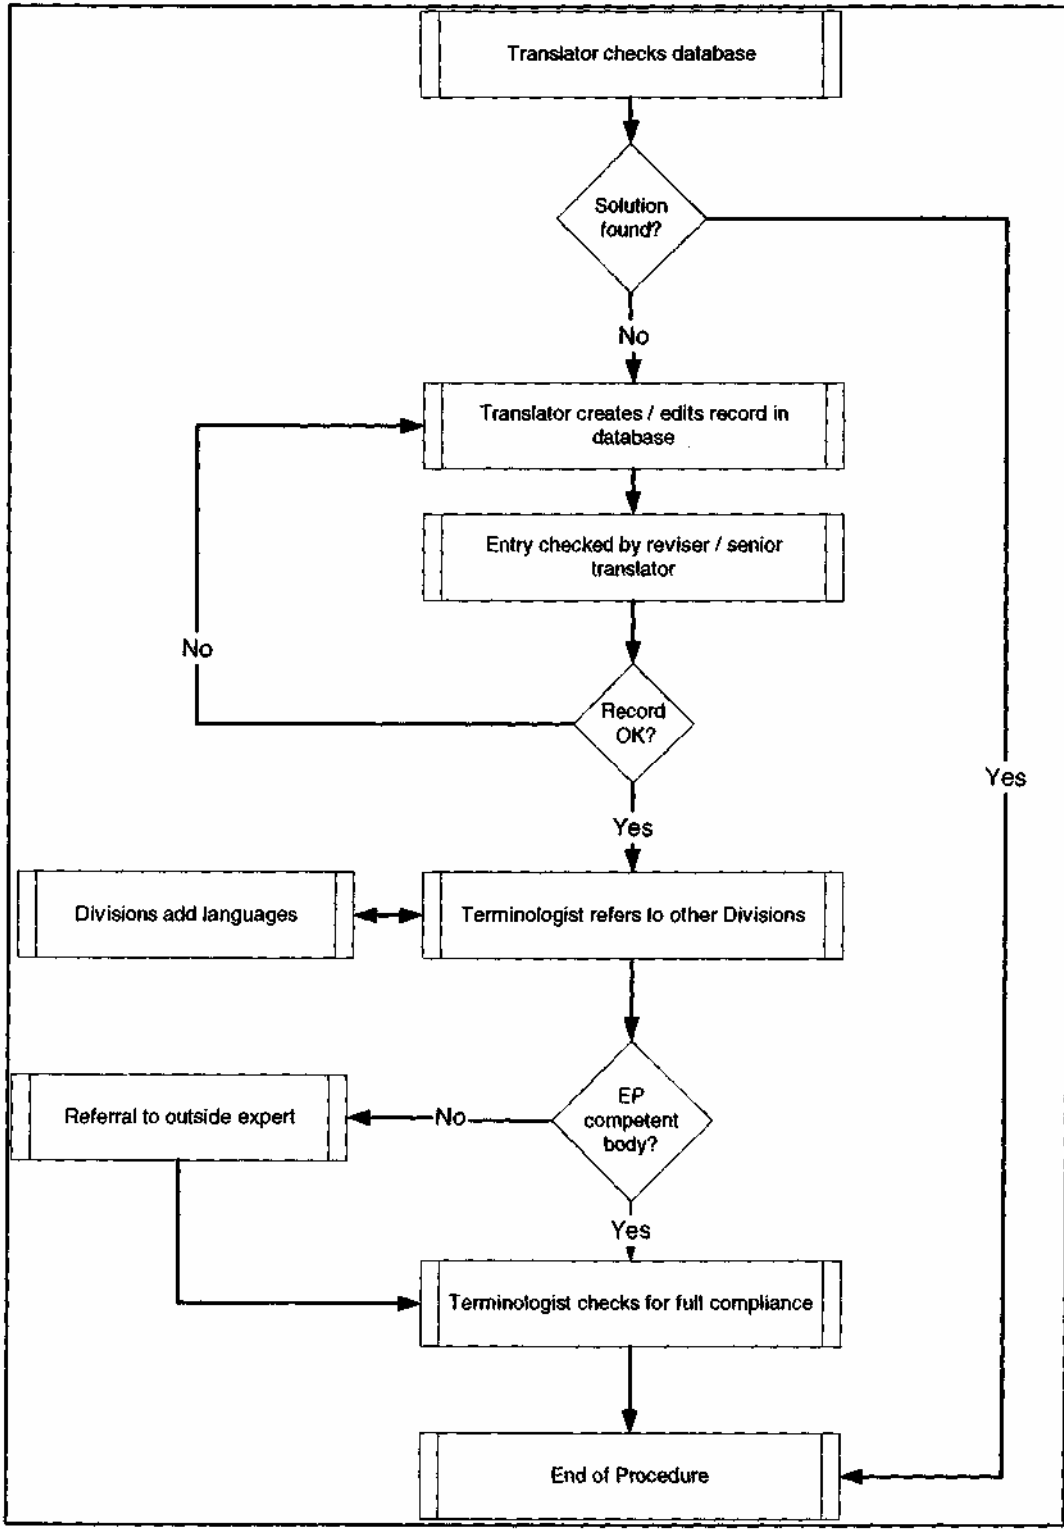 Translator checks database
Solution
found?
No
Translator creates / edits record in
database
Entry checked by reviser / senior
translator
No
Record
OK?
Yes
Yes
Divisions add languages
Terminologist refers to other Divisions
EP
competent
body?
No
Referral to outside expert
Yes
Terminologist checks for full compliance
End of Procedure